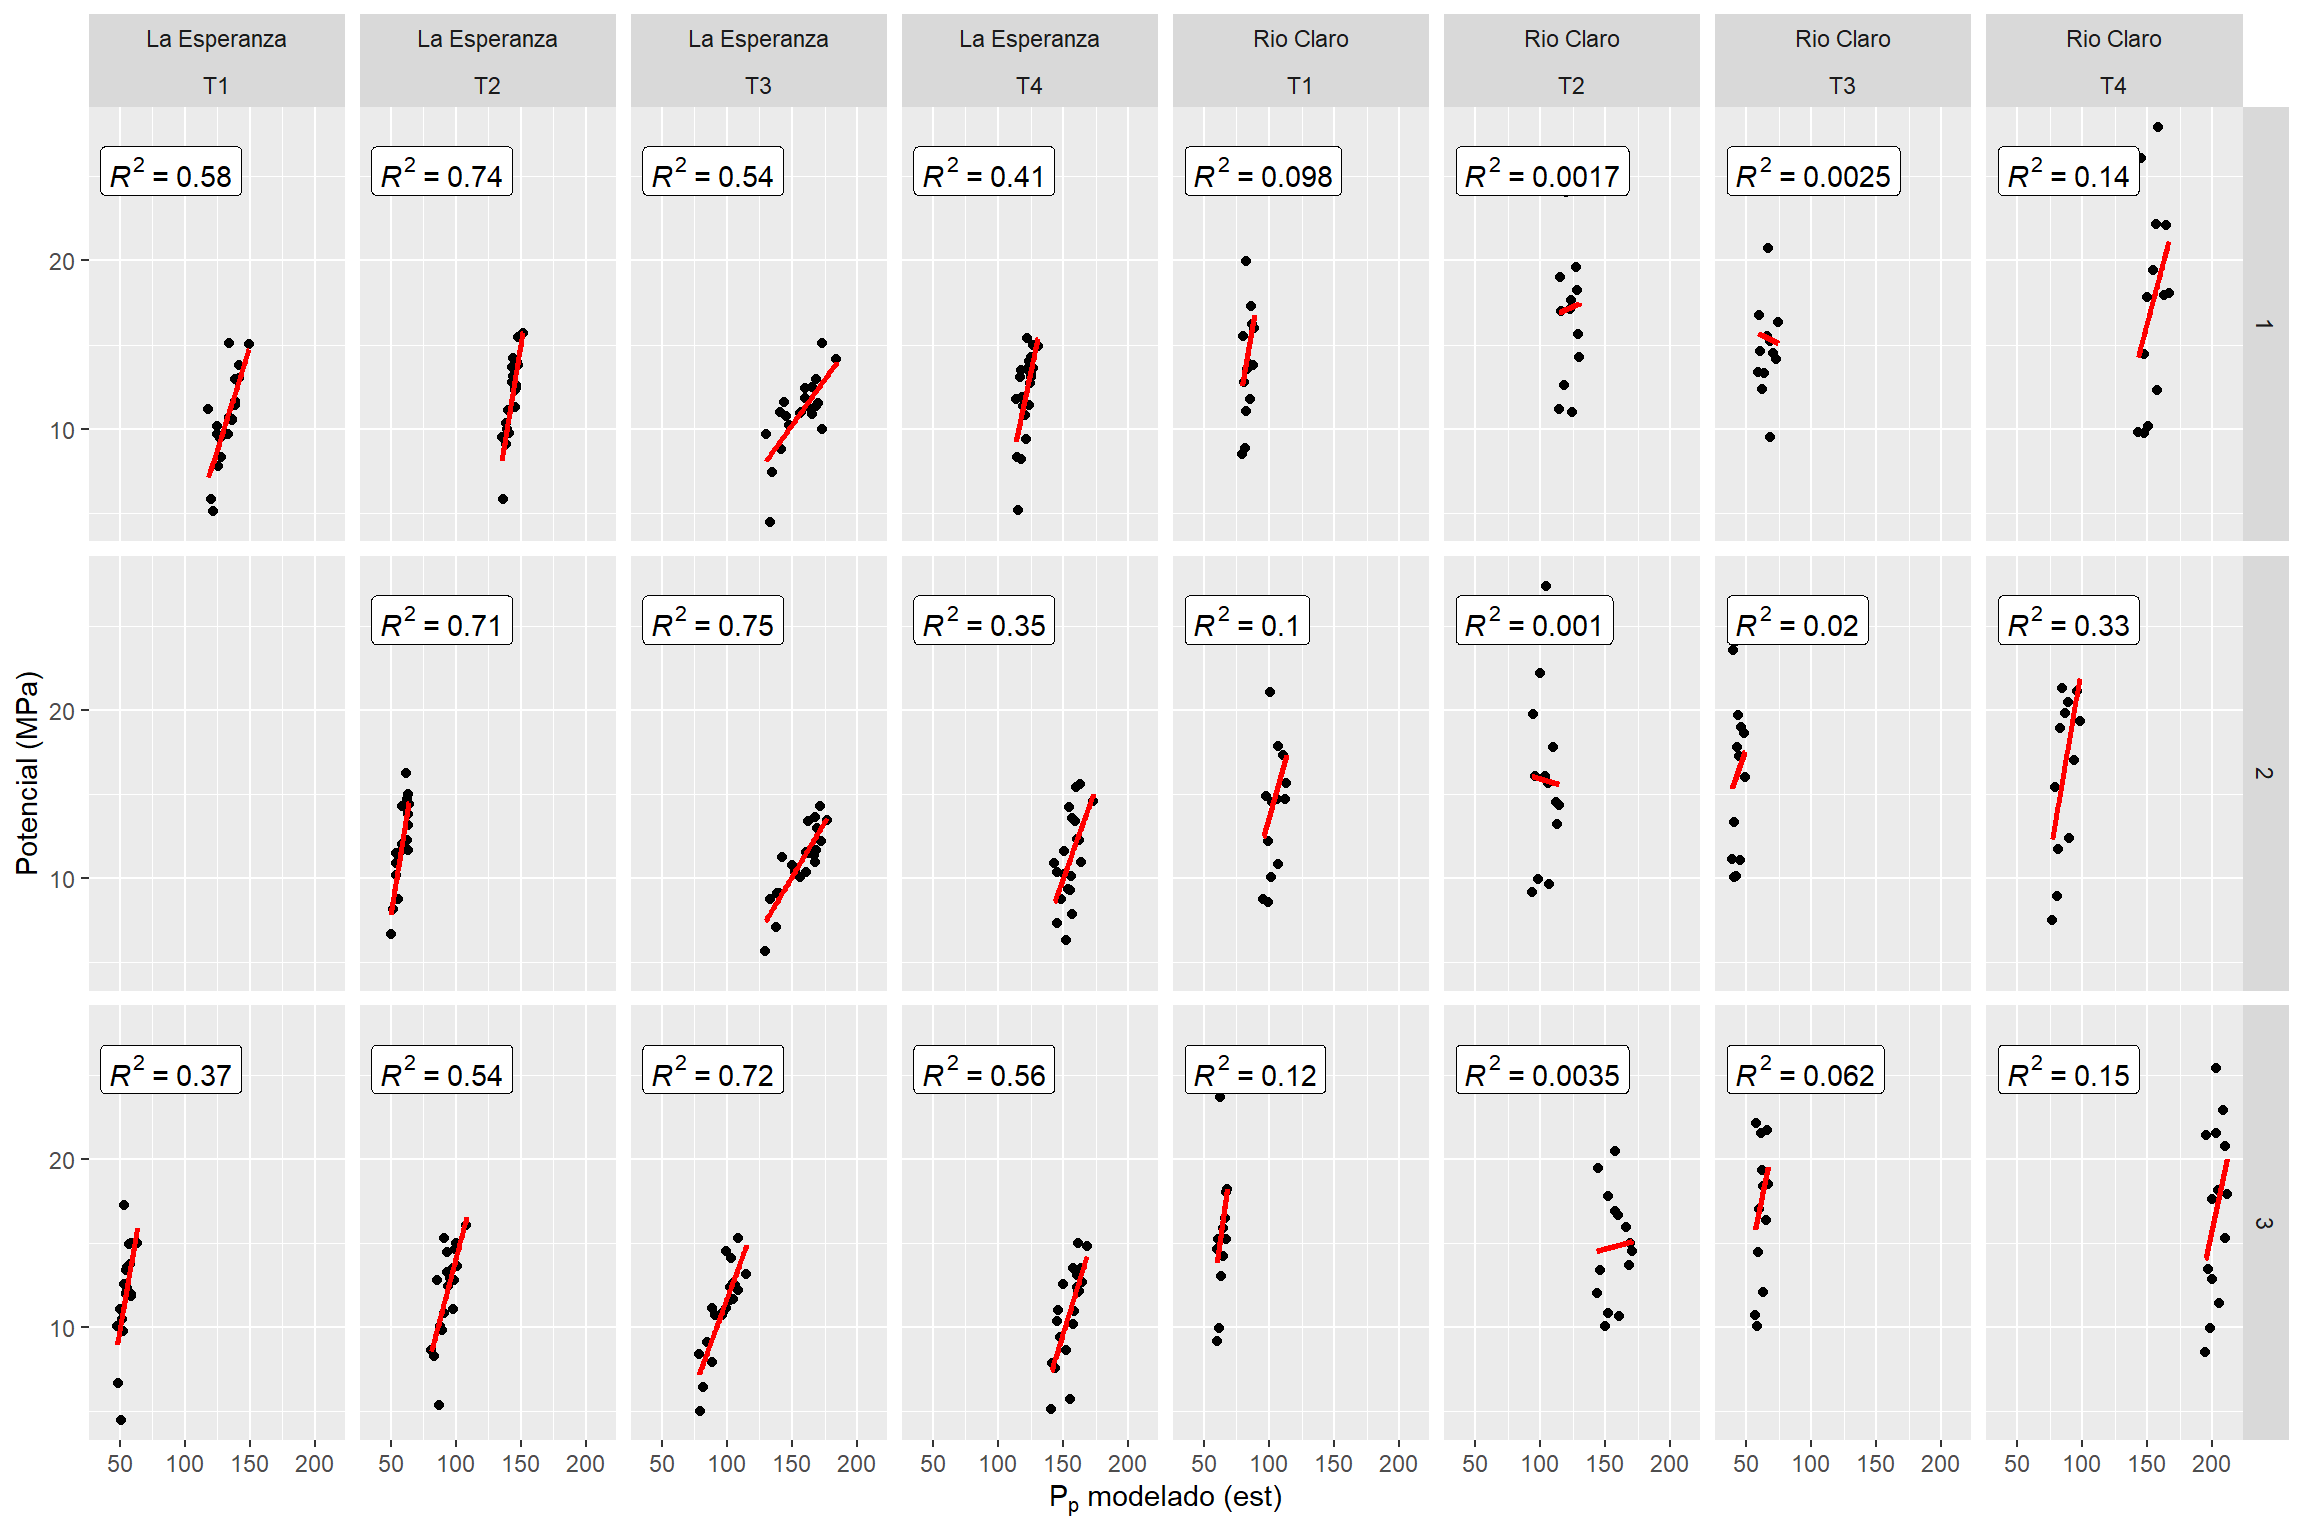 La Esperanza La Esperanza La Esperanza La Esperanza Rio Claro Rio Claro Rio Claro Rio Claro
T1 T2 T3 T4 T1 T2 T3 T4
R² = 0.58 R² = 0.74 R² = 0.54 R² = 0.41 R² = 0.098 R² = 0.0017 R² = 0.0025 R² = 0.14
20
1
10
R² = 0.71 R² = 0.75 R² = 0.35 R² = 0.1 R² = 0.001 R² = 0.02 R² = 0.33
20
2
10
Potencial (MPa)
R² = 0.37 R² = 0.54 R² = 0.72 R² = 0.56 R² = 0.12 R² = 0.0035 R² = 0.062 R² = 0.15
20
3
10
50 100 150 200 50 100 150 200 50 100 150 200 50 100 150 200 50 100 150 200 50 100 150 200 50 100 150 200 50 100 150 200
Pₚ modelado (est)